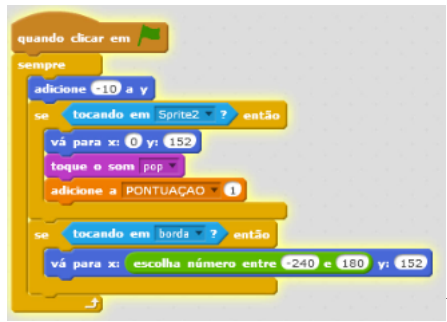 quando clicar em
sempre
adicione -10 a y
se tocando em Sprite2 ? então
vá para x: 0 y: 152
toque o som pop
adicione a PONTUAÇAO 1
se tocando em borda ? então
vá para x: escolha número entre -240 e 180 y: 152